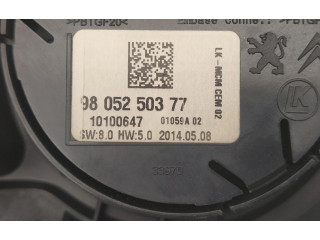 >PBTGF20<
LK - MCM CEM 02
98 052 503 77
10100647 01059A 02
SW:8.0 HW:5.0 2014.05.08
LK